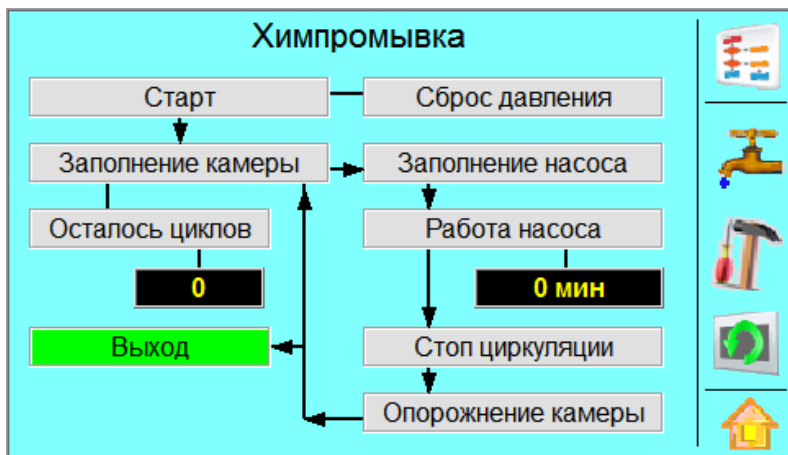 Химпромывка
Старт
Сброс давления
Заполнение камеры
Заполнение насоса
Осталось циклов
Работа насоса
0
0 мин
Выход
Стоп циркуляции
Опорожнение камеры